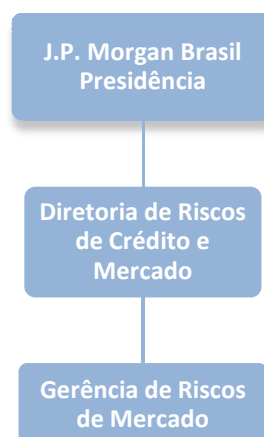 J.P. Morgan Brasil
Presidência
Diretoria de Riscos
de Crédito e
Mercado
Gerência de Riscos
de Mercado